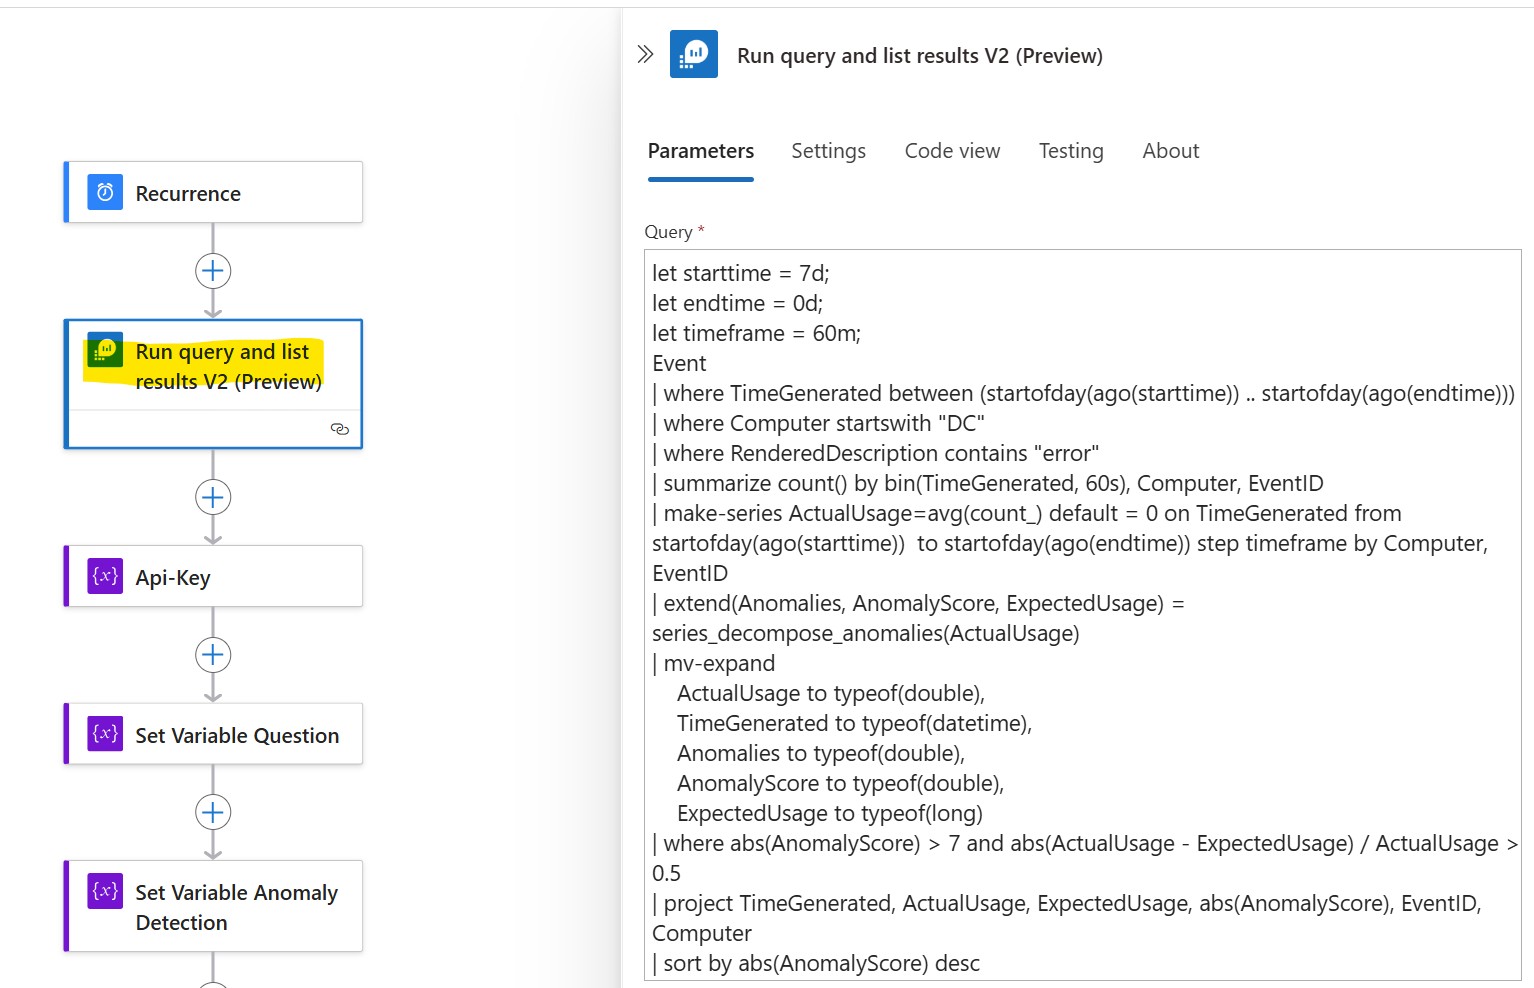 Recurrence
Run query and list
results V2 (Preview)
{x}
Api-Key
{x}
Set Variable Question
{x}
Set Variable Anomaly
Detection
Run query and list results V2 (Preview)
Parameters Settings Code view Testing About
Query *
let starttime = 7d;
let endtime = 0d;
let timeframe = 60m;
Event
| where TimeGenerated between (startofday(ago(starttime)) .. startofday(ago(endtime)))
| where Computer startswith "DC"
| where RenderedDescription contains "error"
| summarize count() by bin(TimeGenerated, 60s), Computer, EventID
| make-series ActualUsage=avg(count_) default = 0 on TimeGenerated from
startofday(ago(starttime))  to startofday(ago(endtime)) step timeframe by Computer,
EventID
| extend(Anomalies, AnomalyScore, ExpectedUsage) =
series_decompose_anomalies(ActualUsage)
| mv-expand
    ActualUsage to typeof(double),
    TimeGenerated to typeof(datetime),
    Anomalies to typeof(double),
    AnomalyScore to typeof(double),
    ExpectedUsage to typeof(long)
| where abs(AnomalyScore) > 7 and abs(ActualUsage - ExpectedUsage) / ActualUsage >
0.5
| project TimeGenerated, ActualUsage, ExpectedUsage, abs(AnomalyScore), EventID,
Computer
| sort by abs(AnomalyScore) desc